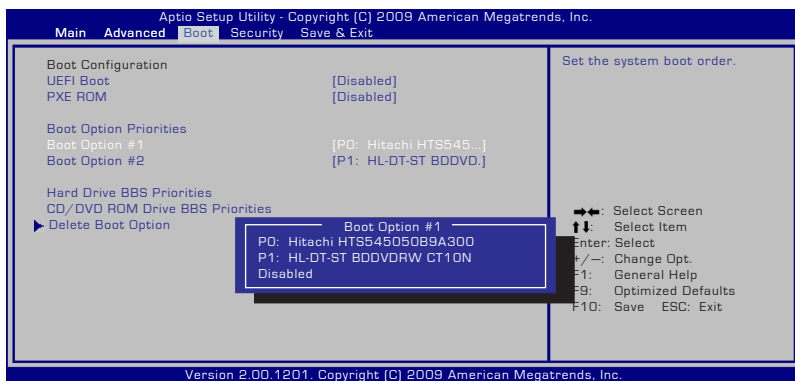 Aptio Setup Utility - Copyright (C) 2009 American Megatrends, Inc.
Main Advanced Boot Security Save & Exit
Boot Configuration
UEFI Boot [Disabled]
PXE ROM [Disabled]
Boot Option Priorities
Boot Option #1 [P0: Hitachi HTS545...]
Boot Option #2 [P1: HL-DT-ST BDDVD.]
Hard Drive BBS Priorities
CD/DVD ROM Drive BBS Priorities
Delete Boot Option
Boot Option #1
P0: Hitachi HTS545050B9A300
P1: HL-DT-ST BDDVDRW CT10N
Disabled
Set the system boot order.
→←: Select Screen
↑↓: Select Item
Enter: Select
+/—: Change Opt.
F1: General Help
F9: Optimized Defaults
F10: Save ESC: Exit
Version 2.00.1201. Copyright (C) 2009 American Megatrends, Inc.